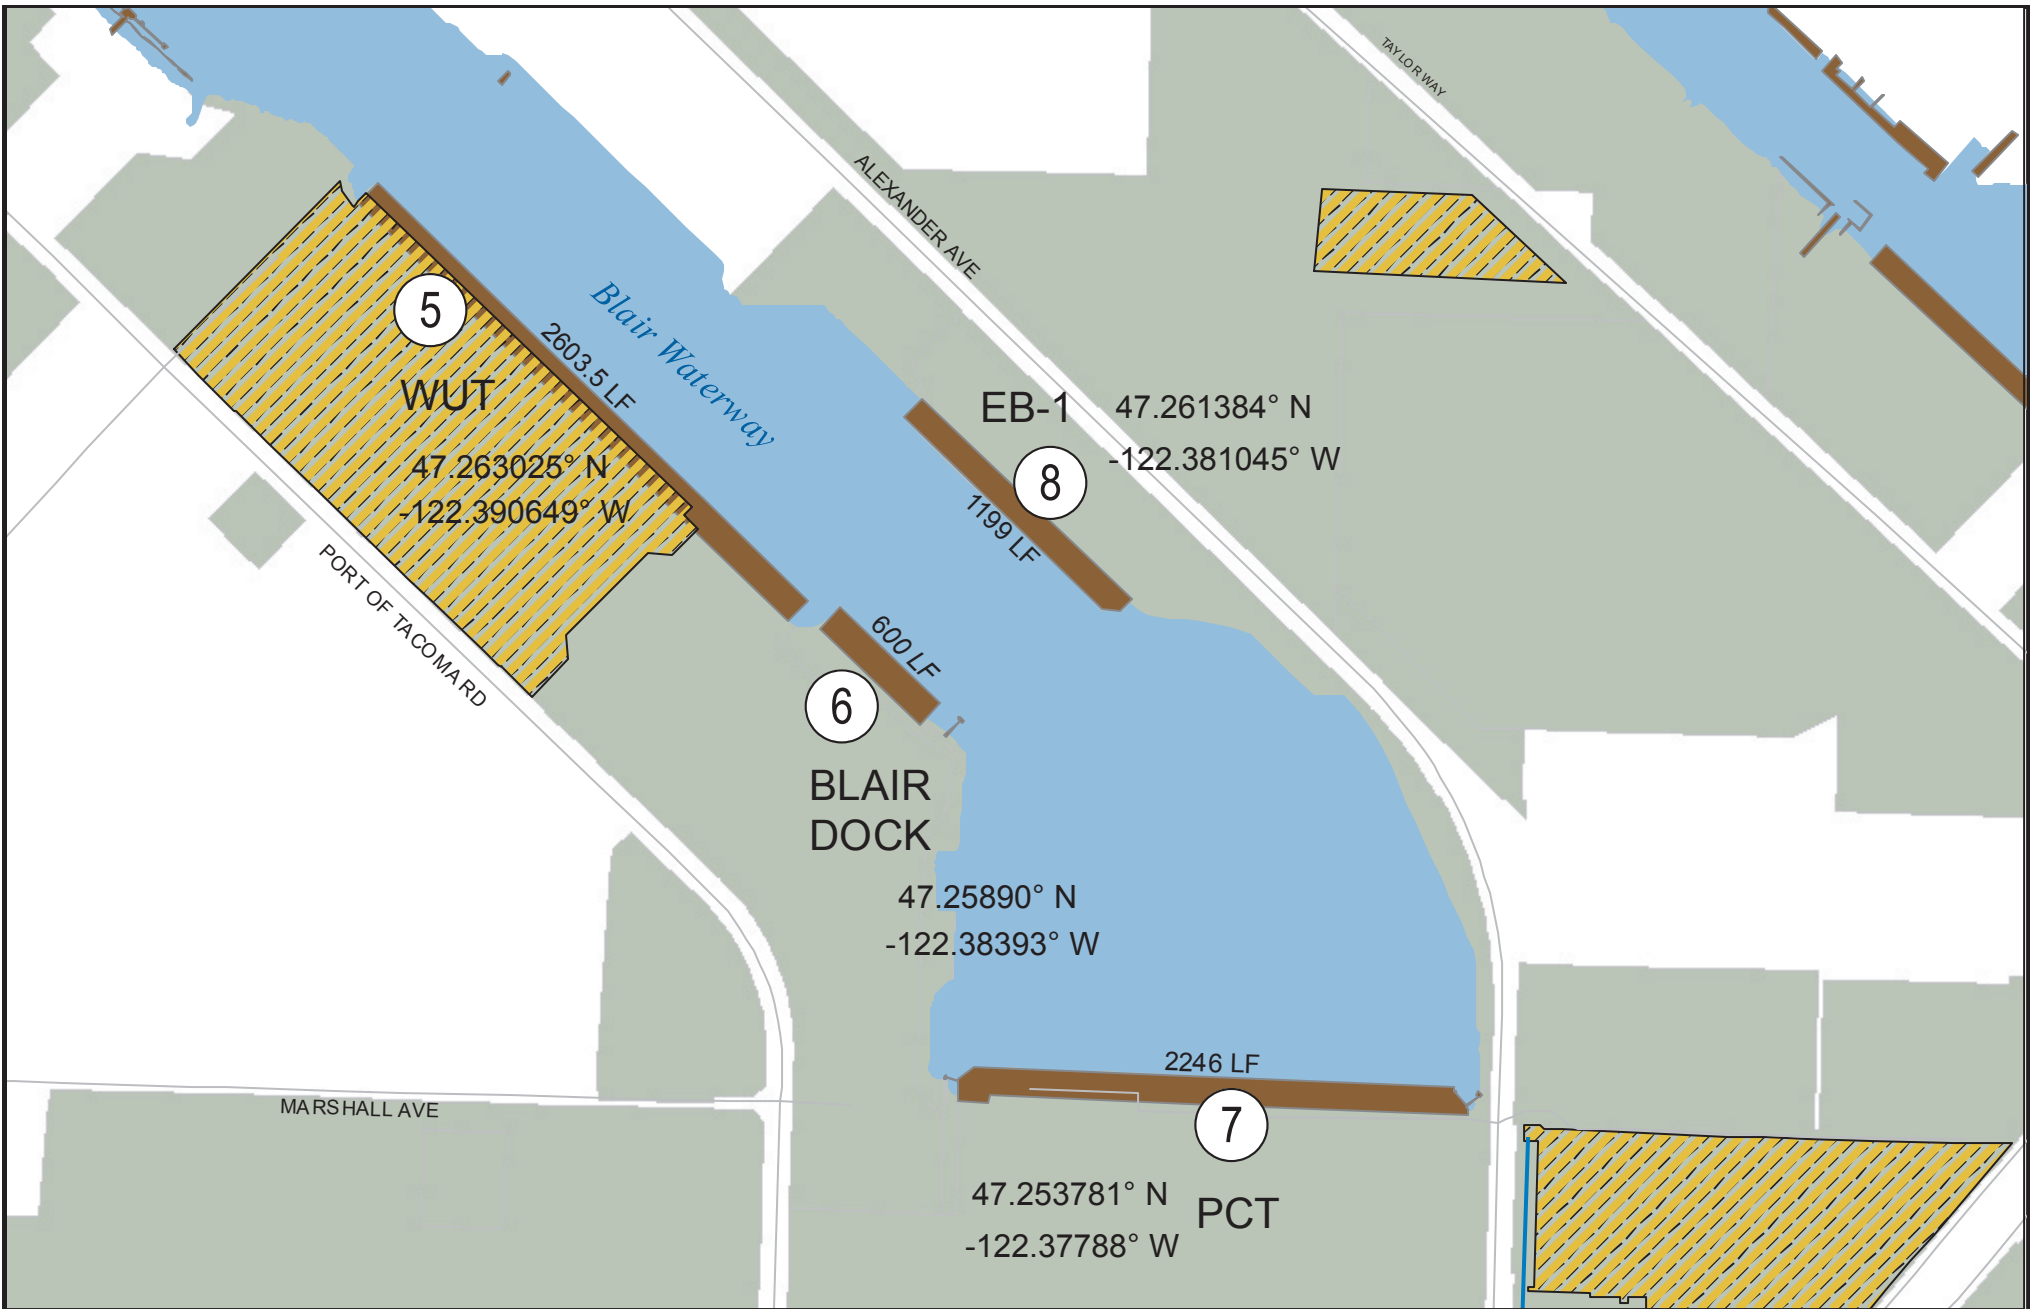 TAYLOR WAY
ALEXANDER AVE
5
WUT
2603.5 LF
47.263025° N
-122.390649° W
Blair Waterway
EB-1
47.261384° N
-122.381045° W
8
1199 LF
PORT OF TACOMA RD
600 LF
6
BLAIR
DOCK
47.25890° N
-122.38393° W
2246 LF
MARSHALL AVE
7
47.253781° N
-122.37788° W
PCT